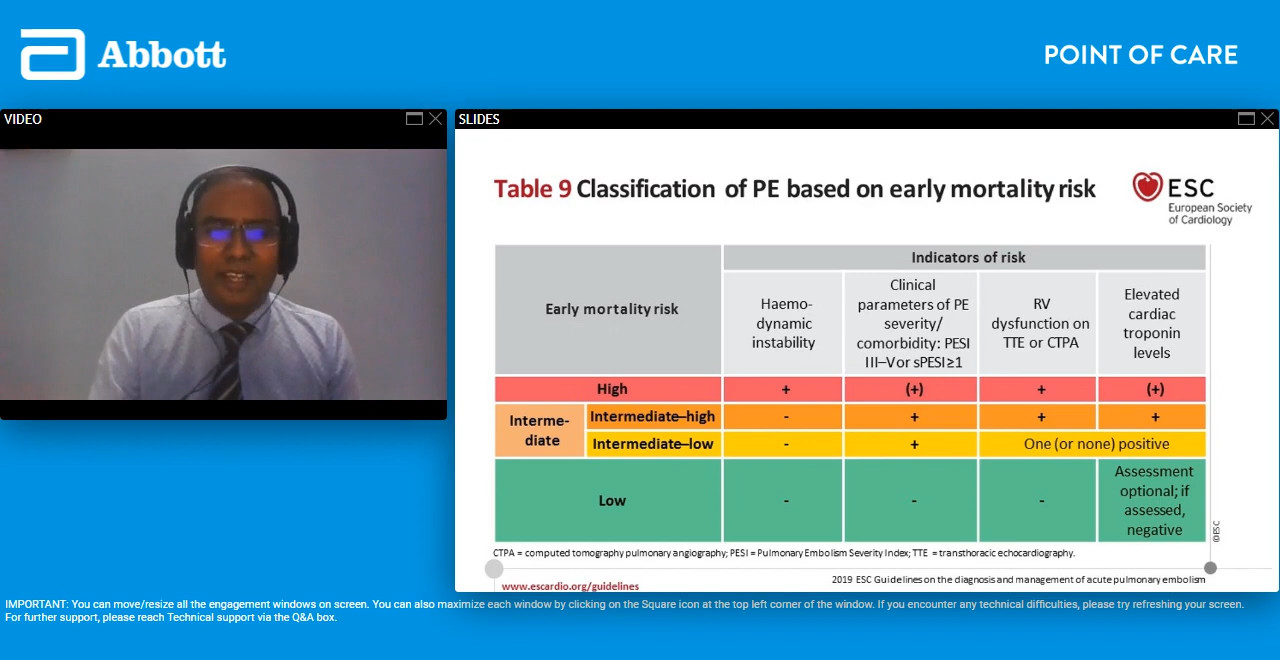 Abbott
POINT OF CARE
VIDEO
SLIDES
Table 9 Classification of PE based on early mortality risk
ESC
European Society
of Cardiology
Early mortality risk
Indicators of risk
Haemo-
dynamic
instability
Clinical
parameters of PE
severity/
comorbidity: PESI
III–V or sPESI≥1
RV
dysfunction on
TTE or CTPA
Elevated
cardiac
troponin
levels
High + (+) + (+)
Interme-
diate
Intermediate–high - + + +
Intermediate–low - + One (or none) positive
Low - - -
Assessment
optional; if
assessed,
negative
©ESC
CTPA = computed tomography pulmonary angiography; PESI = Pulmonary Embolism Severity Index; TTE = transthoracic echocardiography.
www.escardio.org/guidelines
2019 ESC Guidelines on the diagnosis and management of acute pulmonary embolism
IMPORTANT: You can move/resize all the engagement windows on screen. You can also maximize each window by clicking on the Square icon at the top left corner of the window. If you encounter any technical difficulties, please try refreshing your screen.
For further support, please reach Technical support via the Q&A box.